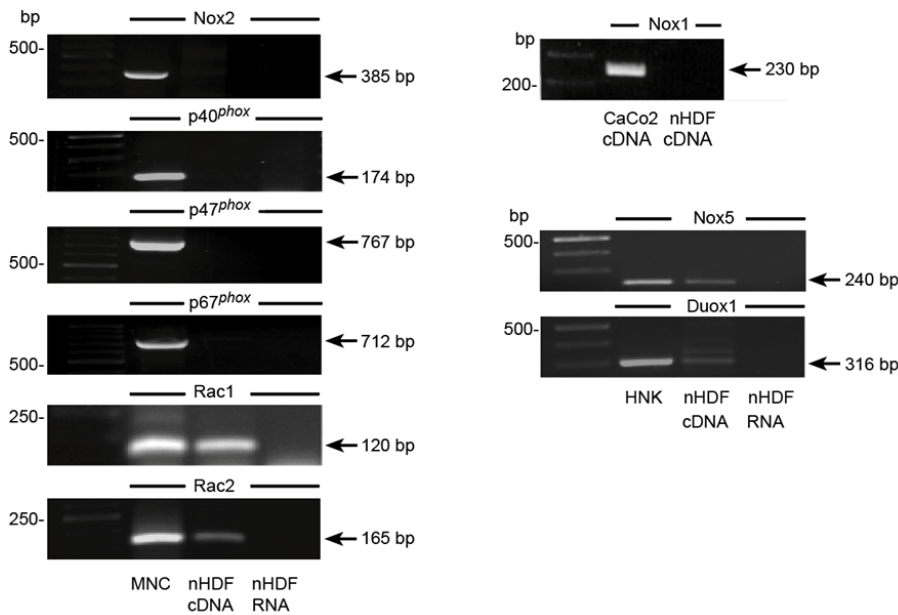 bp
Nox2
500-
385 bp
p40phox
500-
174 bp
p47phox
767 bp
500-
p67phox
712 bp
500-
Rac1
250-
120 bp
Rac2
250-
165 bp
MNC nHDF nHDF
cDNA RNA
Nox1
bp
230 bp
200-
CaCo2 nHDF
cDNA cDNA
bp
Nox5
500-
240 bp
Duox1
500-
316 bp
HNK nHDF nHDF
cDNA RNA